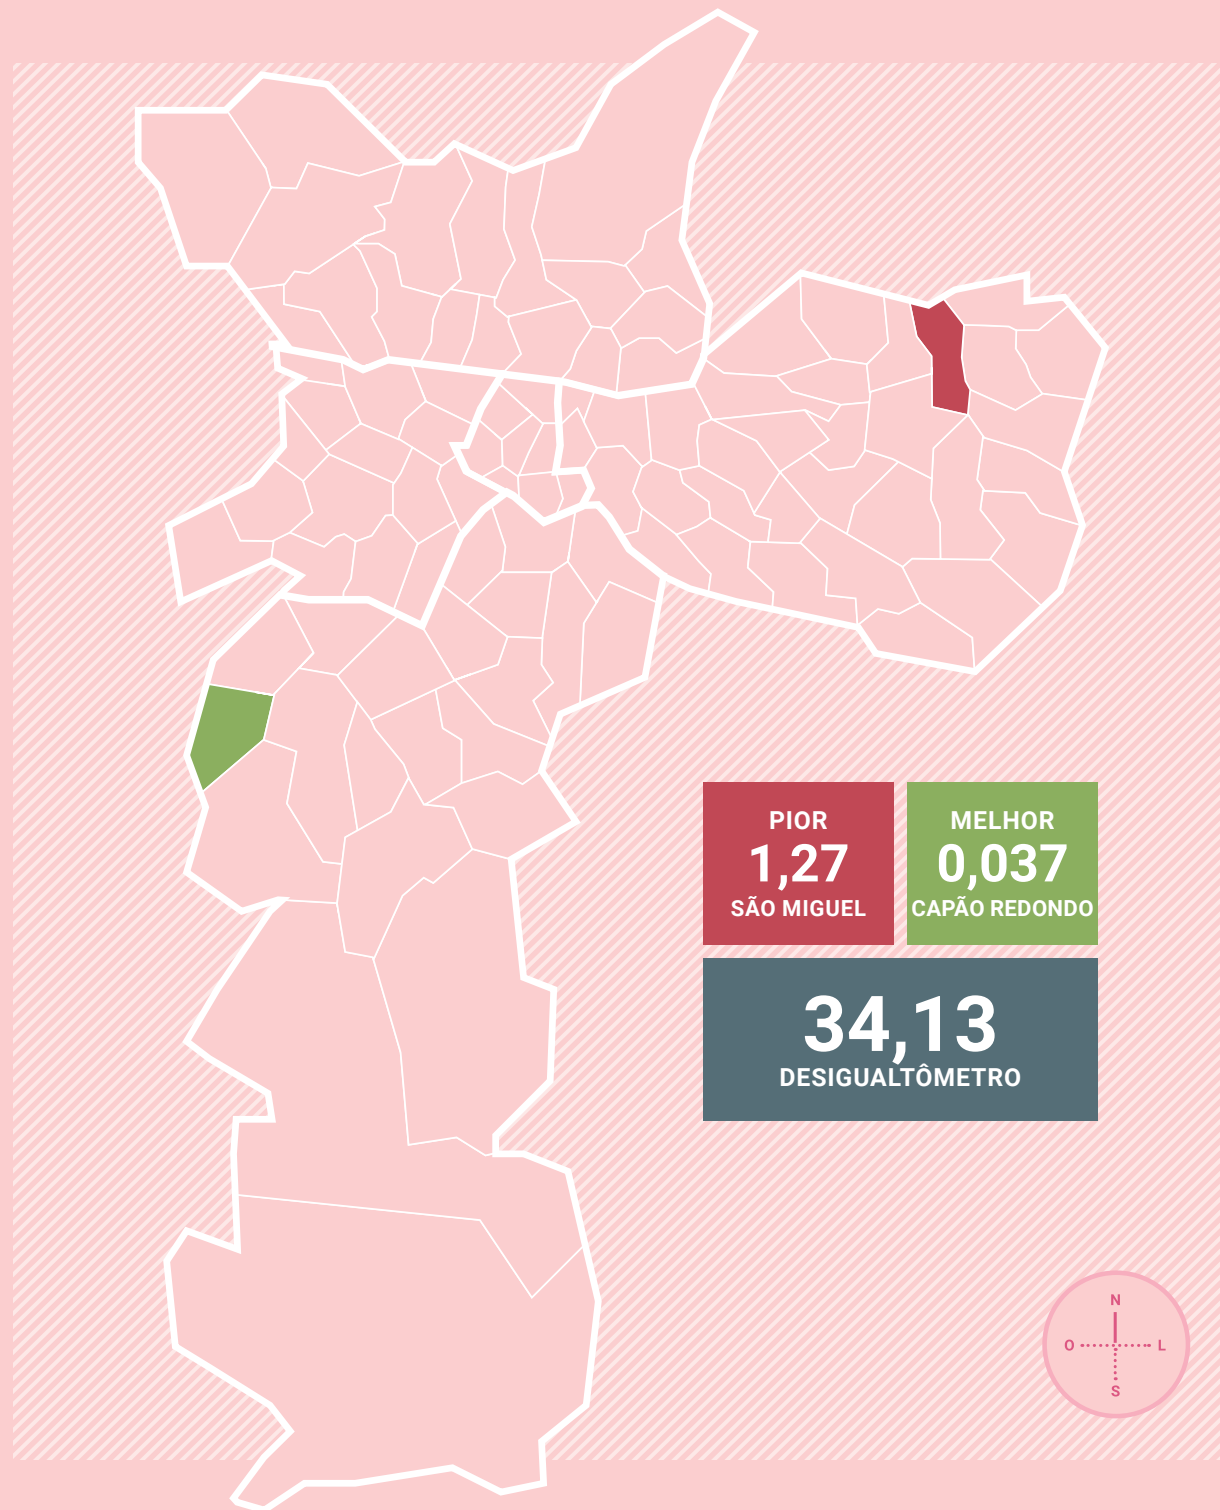 PIOR
1,27
SÃO MIGUEL
MELHOR
0,037
CAPÃO REDONDO
34,13
DESIGUALTÔMETRO
N
O
L
S